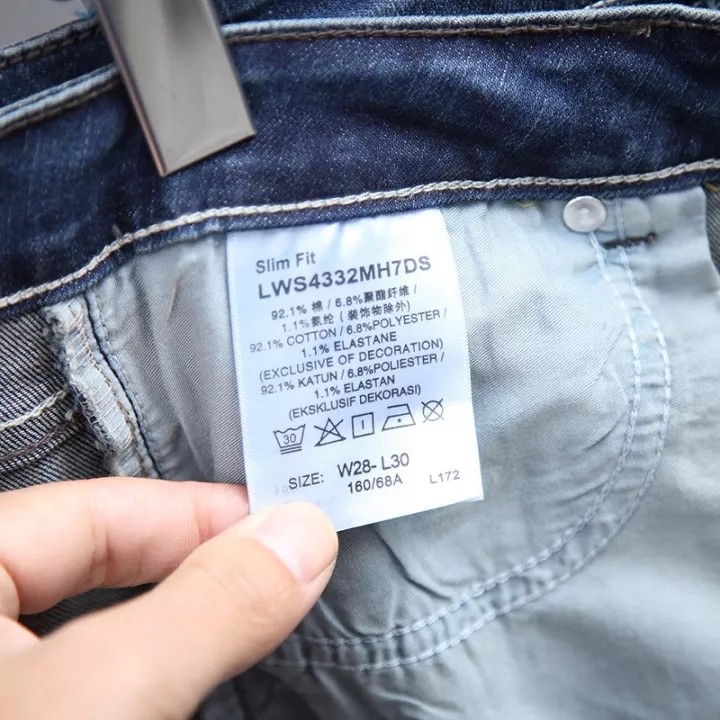 Slim Fit
LWS4332MH7DS
92.1% 棉 / 6.8%聚酯纤维 /
1.1%氨纶 ( 装饰物除外)
92.1% COTTON / 6.8%POLYESTER /
1.1% ELASTANE
(EXCLUSIVE OF DECORATION)
92.1% KATUN / 6.8%POLIESTER /
1.1% ELASTAN
(EKSKLUSIF DEKORASI)
30
SIZE: W28- L30
160/68A L172